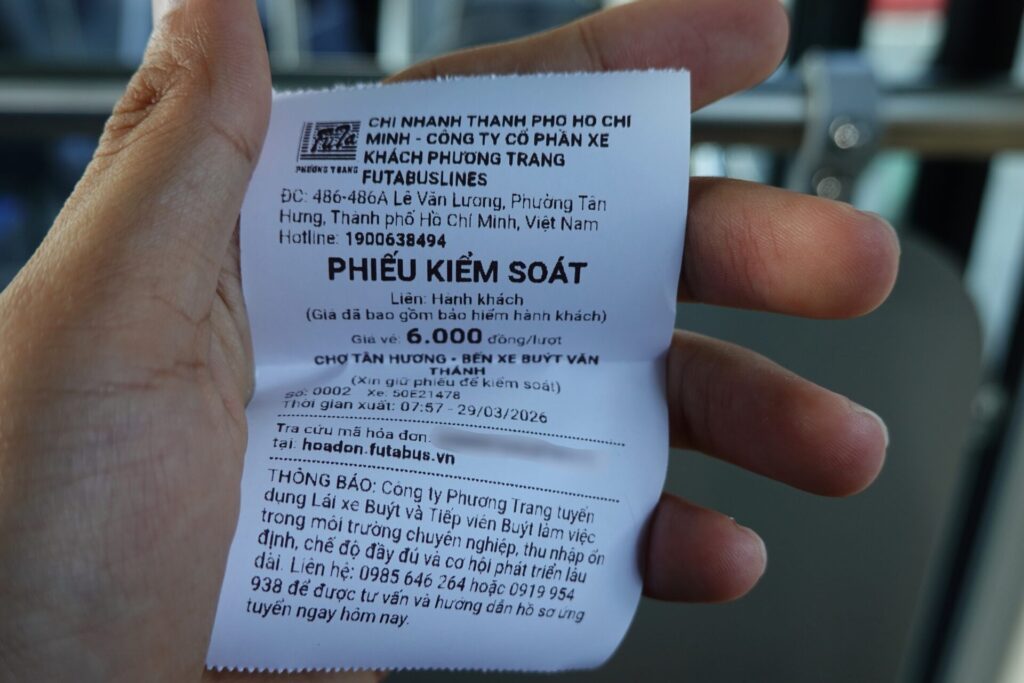 Futa
PHƯƠNG TRANG
CHI NHÁNH THÀNH PHỐ HỒ CHÍ
MINH - CÔNG TY CỔ PHẦN XE
KHÁCH PHƯƠNG TRANG
FUTABUSLINES
ĐC: 486-486A Lê Văn Lương, Phường Tân
Hưng, Thành phố Hồ Chí Minh, Việt Nam
Hotline: 1900638494
PHIẾU KIỂM SOÁT
Liên: Hành khách
(Giá đã bao gồm bảo hiểm hành khách)
Giá vé: 6.000 đồng/lượt
CHỢ TÂN HƯƠNG - BẾN XE BUÝT VĂN
THÁNH
(Xin giữ phiếu để kiểm soát)
Số: 0002 Xe: 50E21478
Thời gian xuất: 07:57 - 29/03/2026
Tra cứu mã hóa đơn:
tại: hoadon.futabus.vn
THÔNG BÁO: Công ty Phương Trang tuyển
dụng Lái xe Buýt và Tiếp viên Buýt làm việc
trong môi trường chuyên nghiệp, thu nhập ổn
định, chế độ đầy đủ và cơ hội phát triển lâu
dài. Liên hệ: 0985 646 264 hoặc 0919 954
938 để được tư vấn và hướng dẫn hồ sơ ứng
tuyển ngay hôm nay.